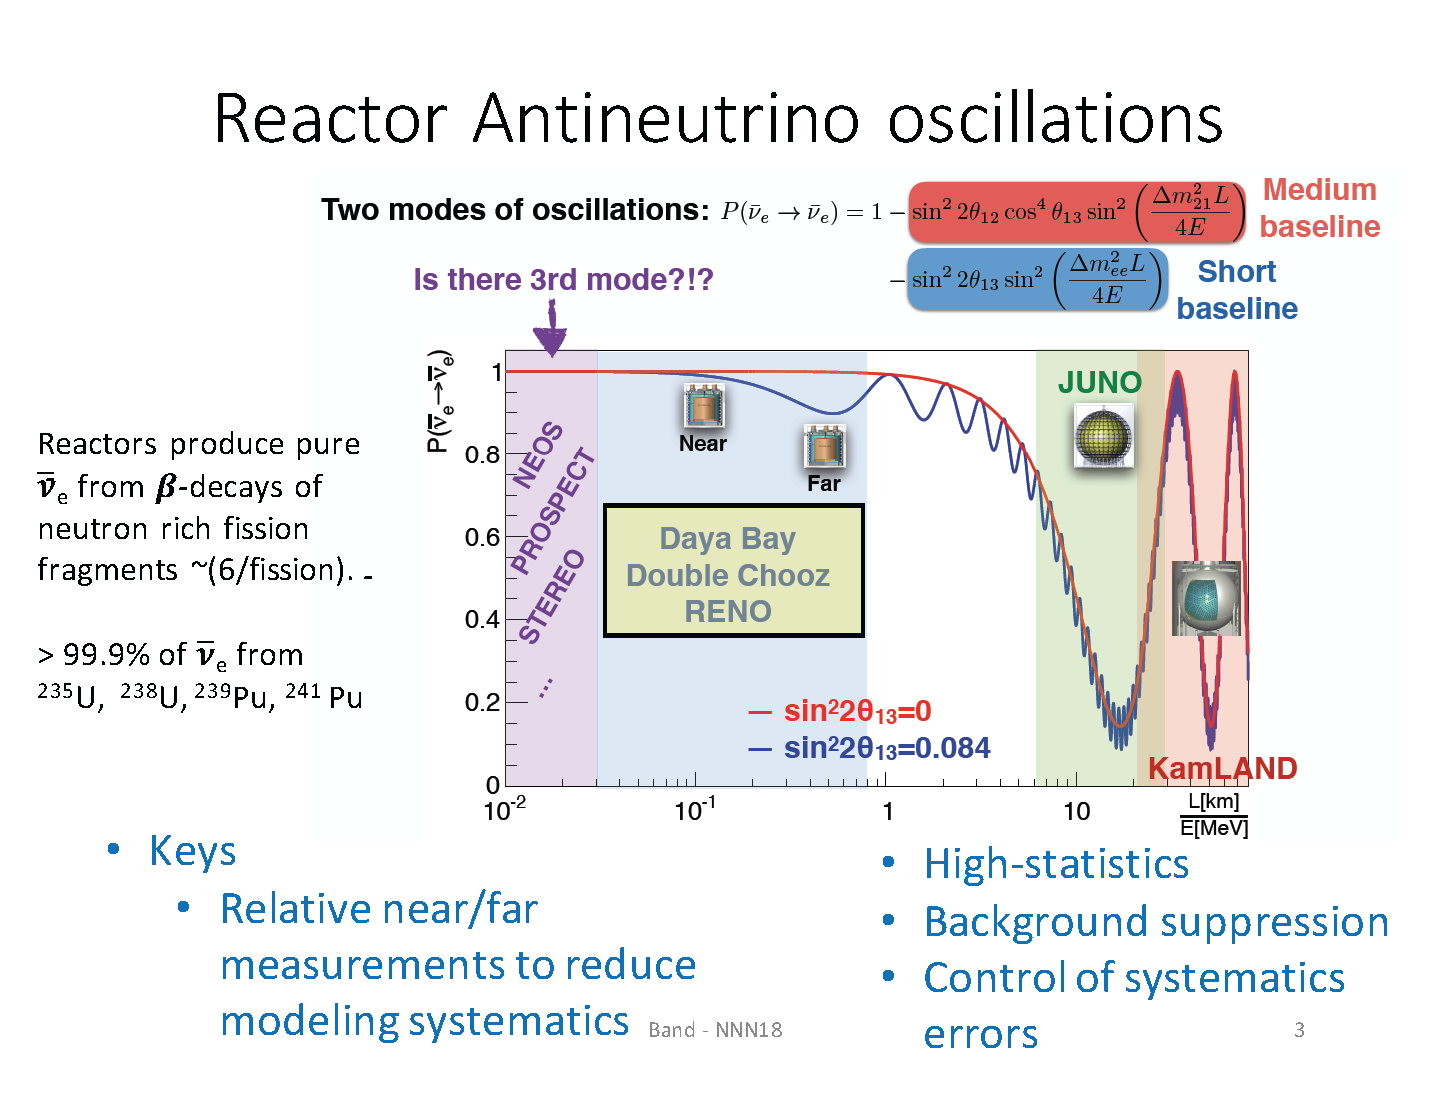 Reactor Antineutrino oscillations
Two modes of oscillations: P(ν̄ₑ → ν̄ₑ) = 1 − sin² 2θ₁₂ cos⁴ θ₁₃ sin² (Δm²₂₁L / 4E)
Medium
baseline
− sin² 2θ₁₃ sin² (Δm²ₑₑL / 4E)
Short
baseline
Is there 3rd mode?!?
Reactors produce pure
ν̄ₑ from β-decays of
neutron rich fission
fragments ~(6/fission). -
> 99.9% of ν̄ₑ from
²³⁵U, ²³⁸U, ²³⁹Pu, ²⁴¹ Pu
P(ν̄ₑ→ν̄ₑ)
1
0.8
0.6
0.4
0.2
0
10⁻²
10⁻¹
1
10
L[km]
E[MeV]
NEOS
PROSPECT
STEREO
...
Near
Far
Daya Bay
Double Chooz
RENO
JUNO
KamLAND
— sin²2θ₁₃=0
— sin²2θ₁₃=0.084
• Keys
• Relative near/far
measurements to reduce
modeling systematics
• High-statistics
• Background suppression
• Control of systematics
errors
Band - NNN18
3